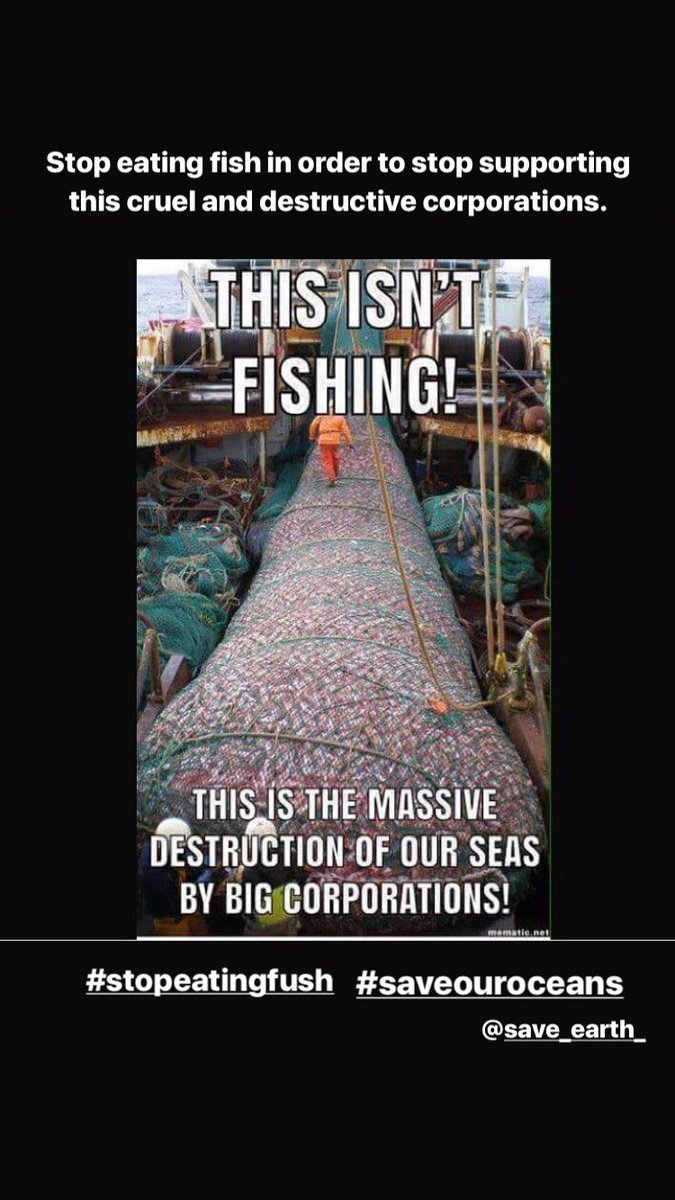 Stop eating fish in order to stop supporting
this cruel and destructive corporations.
THIS ISN'T
FISHING!
THIS IS THE MASSIVE
DESTRUCTION OF OUR SEAS
BY BIG CORPORATIONS!
mematic.net
#stopeatingfush #saveouroceans
@save_earth_